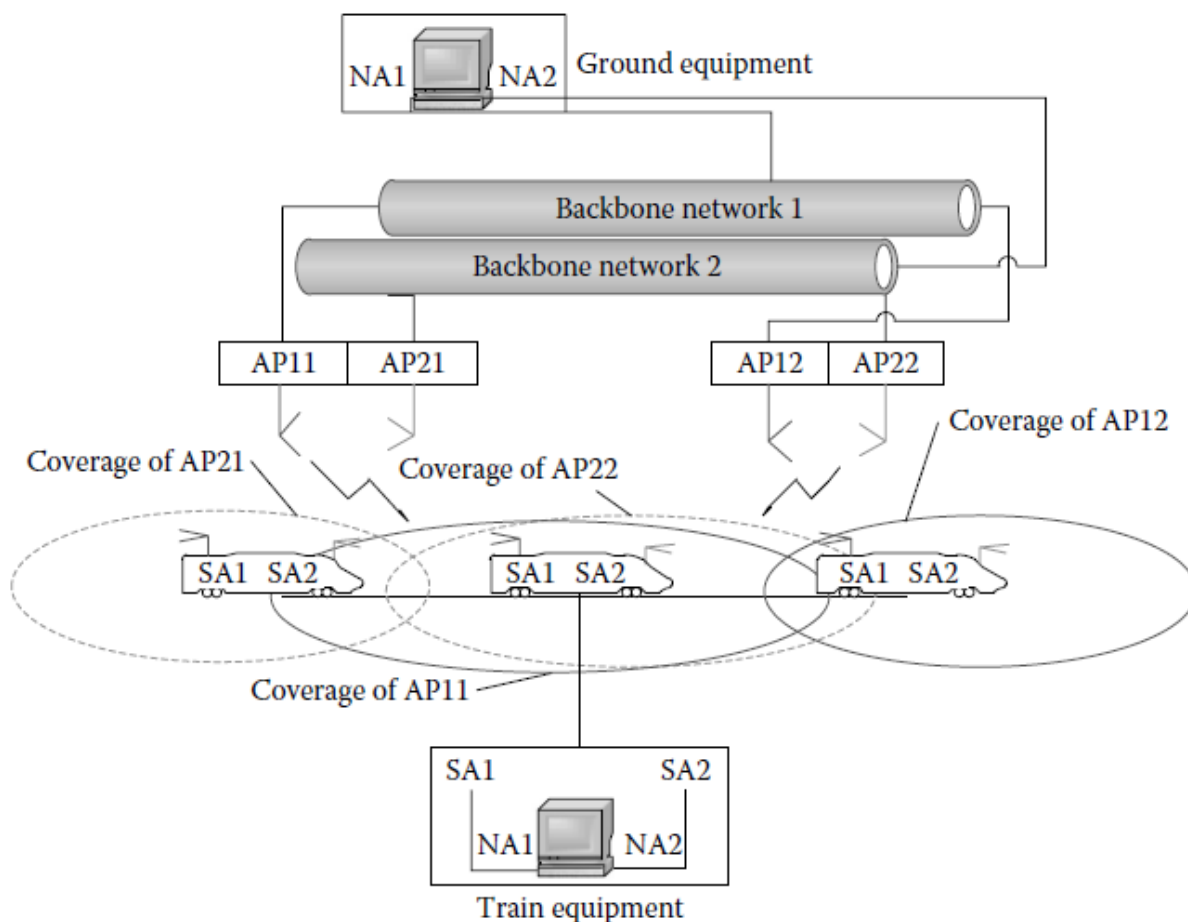 NA1
NA2
Ground equipment
Backbone network 1
Backbone network 2
AP11
AP21
AP12
AP22
Coverage of AP12
Coverage of AP21
Coverage of AP22
SA1 SA2
SA1 SA2
SA1 SA2
Coverage of AP11
SA1
SA2
NA1
NA2
Train equipment